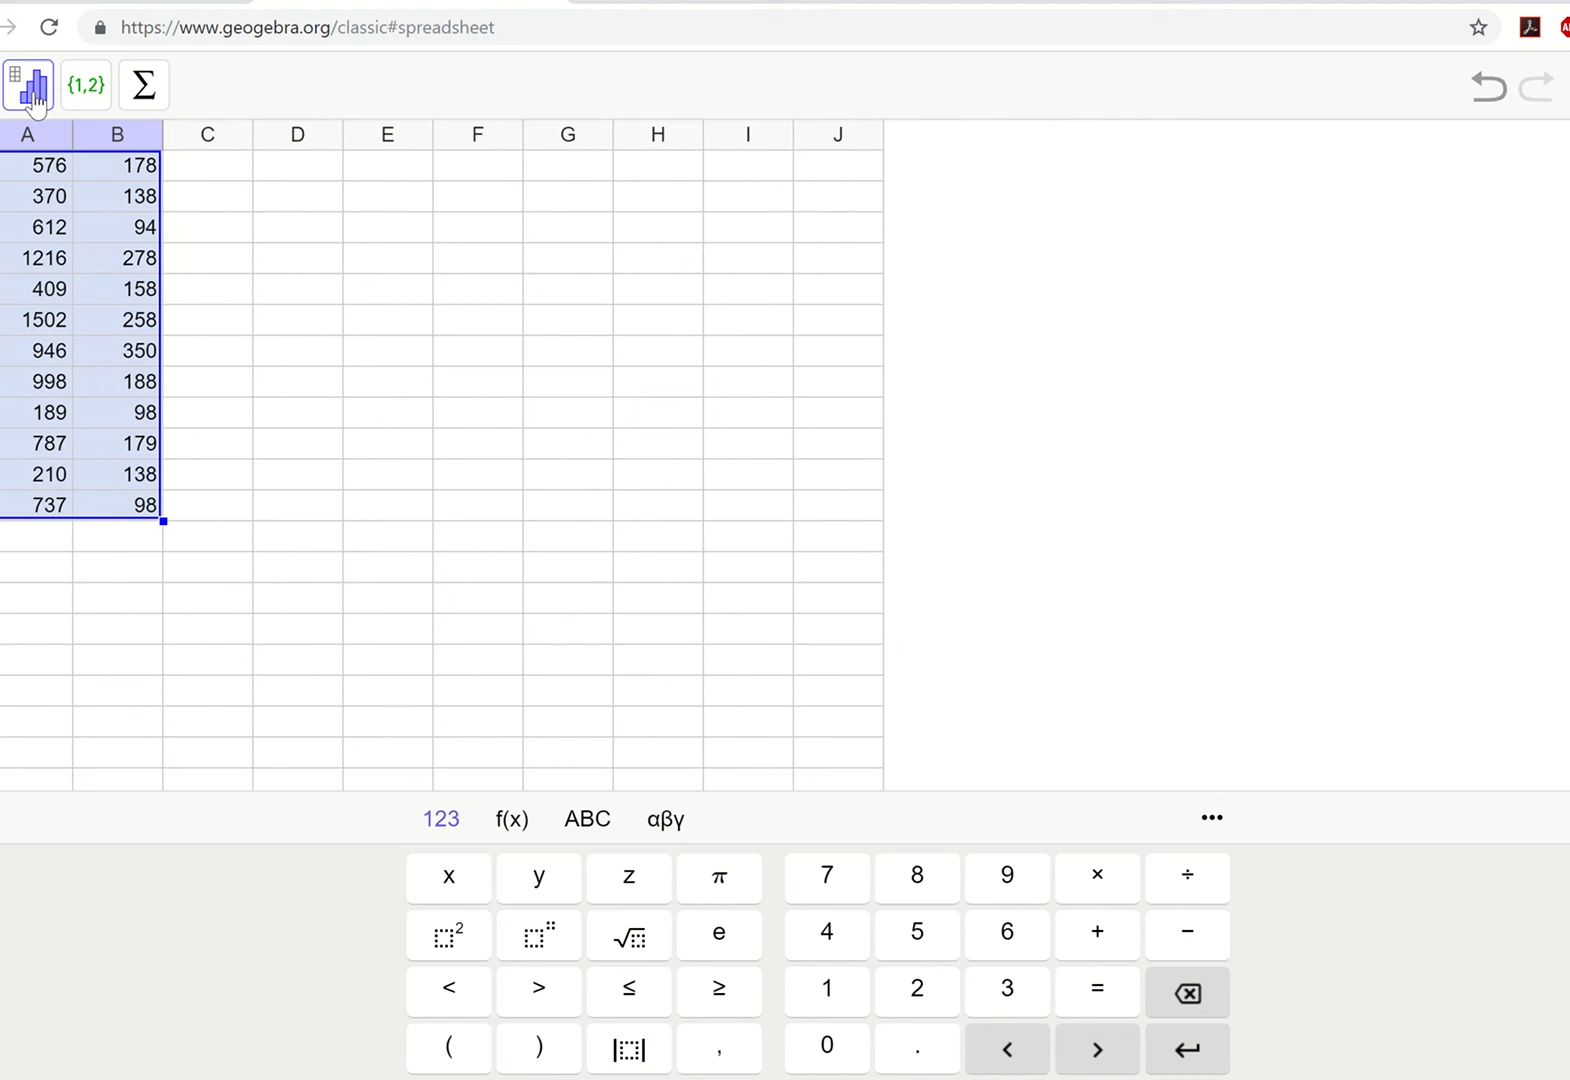 https://www.geogebra.org/classic#spreadsheet
{1,2} Σ
A B C D E F G H I J
576 178
370 138
612 94
1216 278
409 158
1502 258
946 350
998 188
189 98
787 179
210 138
737 98
123 f(x) ABC αβγ •••
x y z π 7 8 9 × ÷
2 √ e 4 5 6 + −
< > ≤ ≥ 1 2 3 =
( ) | | , 0 . < >